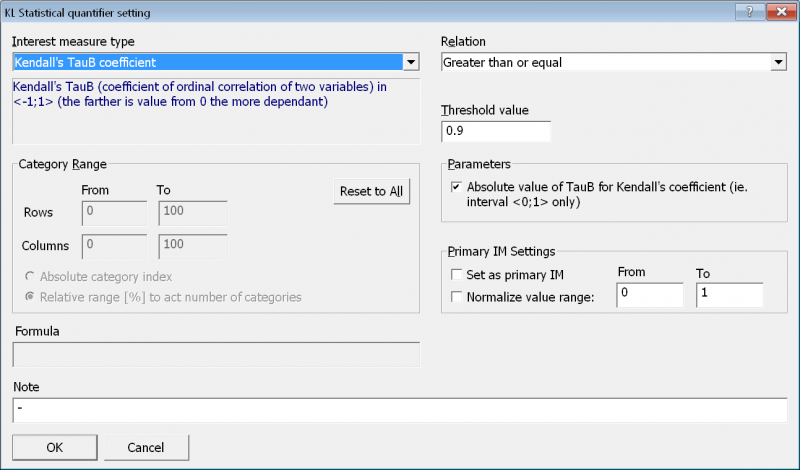 KL Statistical quantifier setting
Interest measure type
Kendall's TauB coefficient
Kendall's TauB (coefficient of ordinal correlation of two variables) in
<-1;1> (the farther is value from 0 the more dependant)
Relation
Greater than or equal
Threshold value
0.9
Category Range
From To
Rows 0 100
Columns 0 100
Reset to All
Absolute category index
Relative range [%] to act number of categories
Parameters
Absolute value of TauB for Kendall's coefficient (ie.
interval <0;1> only)
Primary IM Settings
Set as primary IM From To
Normalize value range: 0 1
Formula
Note
-
OK Cancel